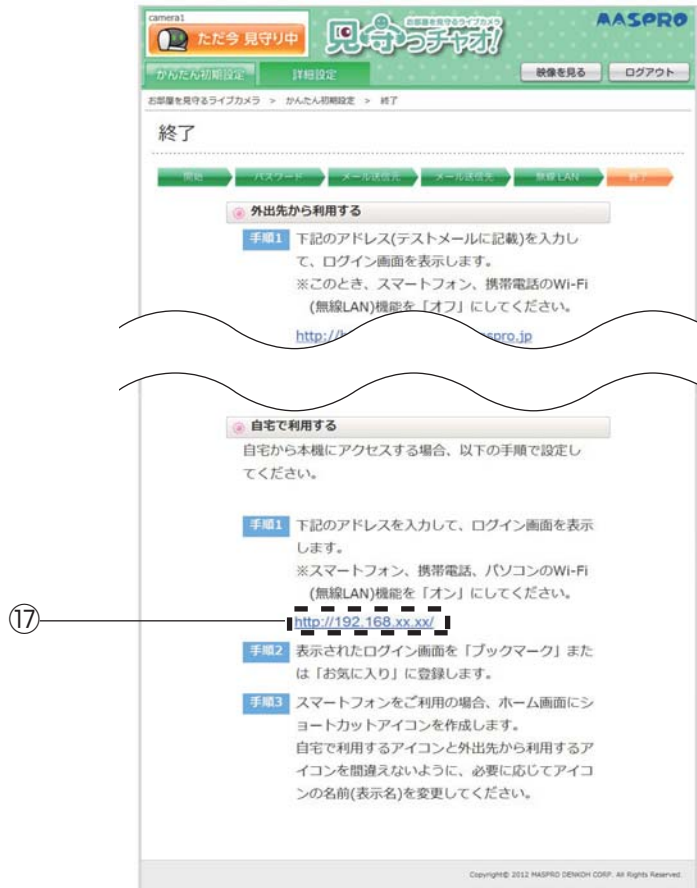 camera1
ただ今 見守り中
お部屋を見守るライブカメラ
見守っチャオ!
MASPRO
かんたん初期設定
詳細設定
映像を見る
ログアウト
お部屋を見守るライブカメラ > かんたん初期設定 > 終了
終了
開始
パスワード
メール送信元
メール送信先
無線 LAN
終了
外出先から利用する
手順1 下記のアドレス(テストメールに記載)を入力し
て、ログイン画面を表示します。
※このとき、スマートフォン、携帯電話のWi-Fi
(無線LAN)機能を「オフ」にしてください。
http://
spro.jp
自宅で利用する
自宅から本機にアクセスする場合、以下の手順で設定し
てください。
手順1 下記のアドレスを入力して、ログイン画面を表示
します。
※スマートフォン、携帯電話、パソコンのWi-Fi
(無線LAN)機能を「オン」にしてください。
⑰
http://192.168.xx.xx/
手順2 表示されたログイン画面を「ブックマーク」また
は「お気に入り」に登録します。
手順3 スマートフォンをご利用の場合、ホーム画面にシ
ョートカットアイコンを作成します。
自宅で利用するアイコンと外出先から利用するア
イコンを間違えないように、必要に応じてアイコ
ンの名前(表示名)を変更してください。
Copyright© 2012 MASPRO DENKOH CORP. All Rights Reserved.